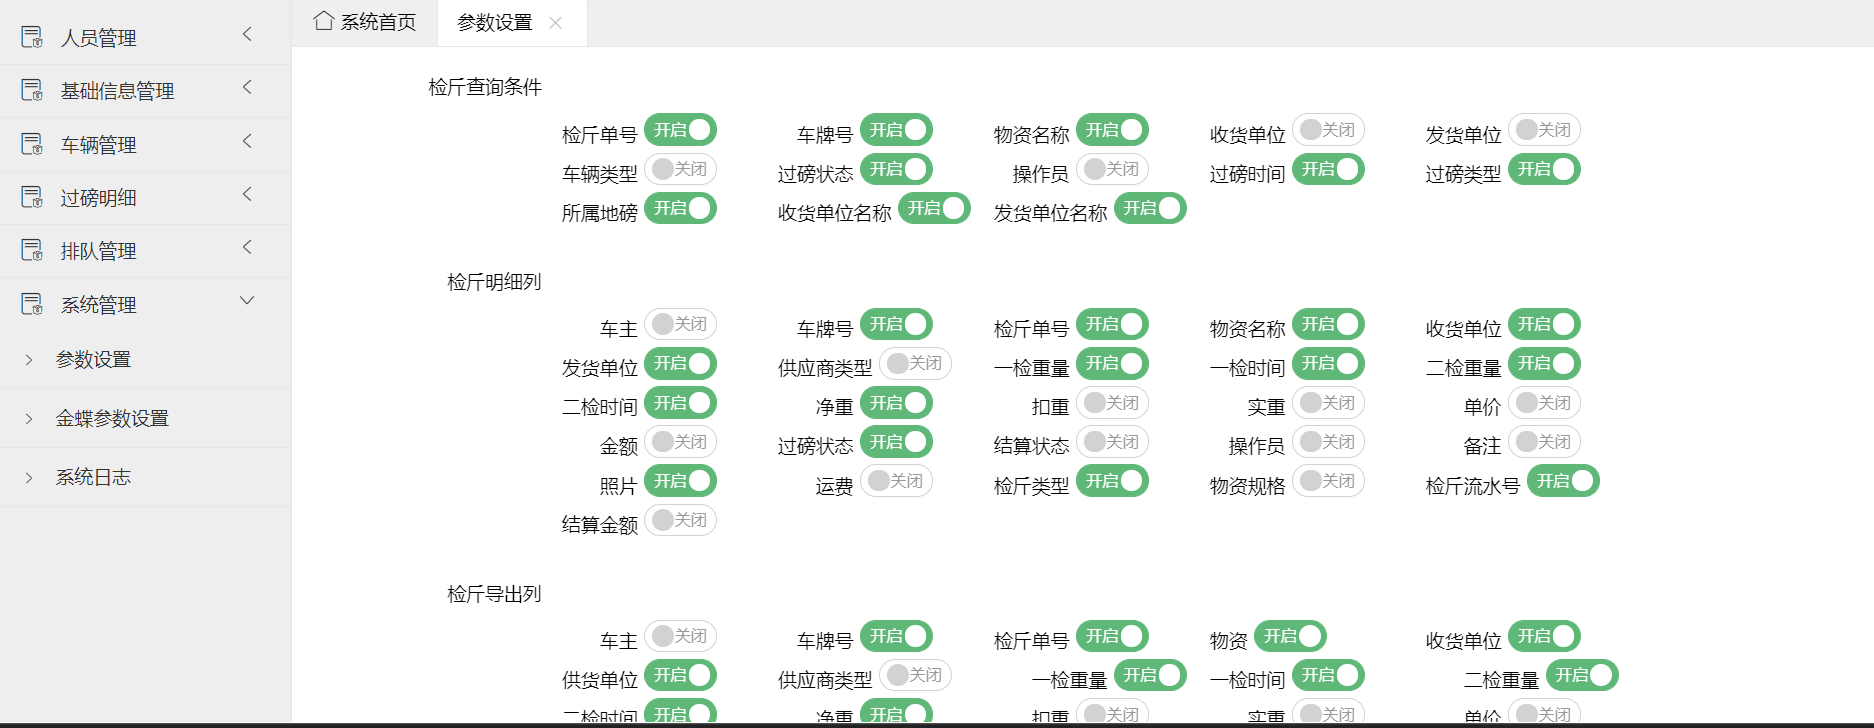 系统首页 参数设置
人员管理
基础信息管理
车辆管理
过磅明细
排队管理
系统管理
参数设置
金蝶参数设置
系统日志
检斤查询条件
检斤单号 开启 车牌号 开启 物资名称 开启 收货单位 关闭 发货单位 关闭
车辆类型 关闭 过磅状态 开启 操作员 关闭 过磅时间 开启 过磅类型 开启
所属地磅 开启 收货单位名称 开启 发货单位名称 开启
检斤明细列
车主 关闭 车牌号 开启 检斤单号 开启 物资名称 开启 收货单位 开启
发货单位 开启 供应商类型 关闭 一检重量 开启 一检时间 开启 二检重量 开启
二检时间 开启 净重 开启 扣重 关闭 实重 关闭 单价 关闭
金额 关闭 过磅状态 开启 结算状态 关闭 操作员 关闭 备注 关闭
照片 开启 运费 关闭 检斤类型 开启 物资规格 关闭 检斤流水号 开启
结算金额 关闭
检斤导出列
车主 关闭 车牌号 开启 检斤单号 开启 物资 开启 收货单位 开启
供货单位 开启 供应商类型 关闭 一检重量 开启 一检时间 开启 二检重量 开启
二检时间 开启 净重 开启 扣重 关闭 实重 关闭 单价 关闭